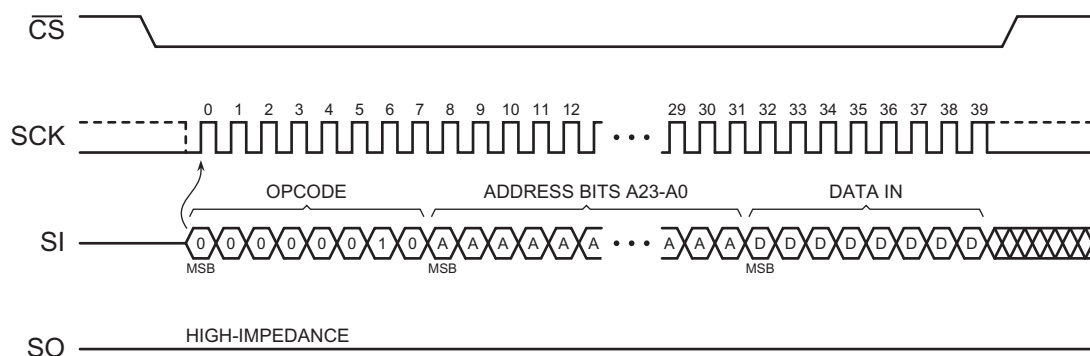 CS
0 1 2 3 4 5 6 7 8 9 10 11 12 29 30 31 32 33 34 35 36 37 38 39
SCK
OPCODE ADDRESS BITS A23-A0 DATA IN
SI 0 0 0 0 0 0 1 0 A A A A A A A A A D D D D D D D D
MSB MSB MSB
HIGH-IMPEDANCE
SO